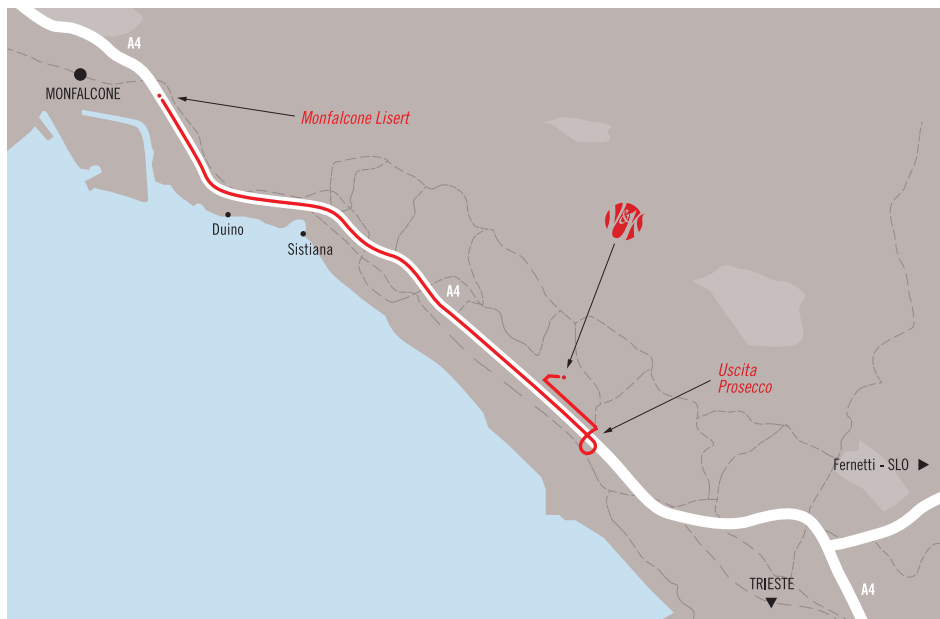 A4
MONFALCONE
Monfalcone Lisert
Duino
Sistiana
A4
Uscita
Prosecco
Fernetti - SLO
TRIESTE
A4